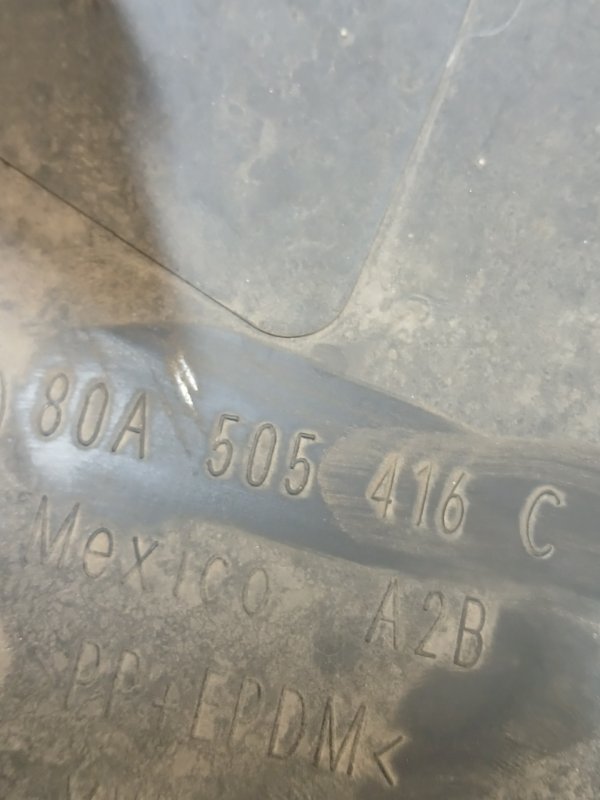 80A 505 416 C
Mexico A2B
>PP+EPDM<